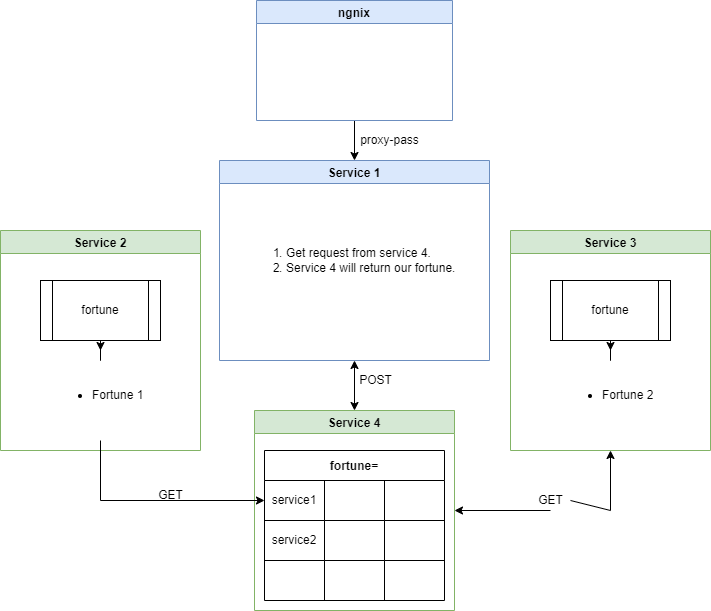 ngnix
proxy-pass
Service 1
1. Get request from service 4.
2. Service 4 will return our fortune.
Service 2
fortune
• Fortune 1
Service 3
fortune
• Fortune 2
POST
Service 4
fortune=
service1
service2
GET
GET